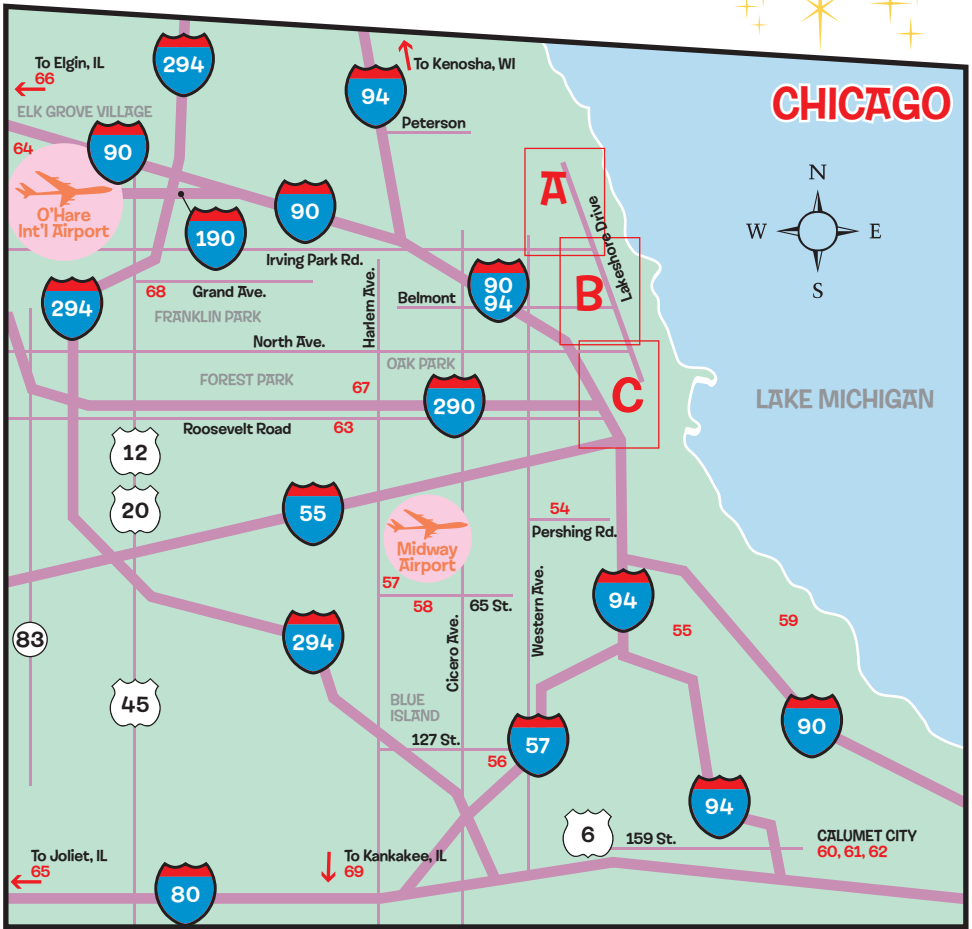 CHICAGO
To Elgin, IL
66
294
To Kenosha, WI
94
ELK GROVE VILLAGE
Peterson
64
90
O'Hare
Int'l Airport
90
190
A
Lakeshore Drive
N
W
E
S
Irving Park Rd.
68
Grand Ave.
294
FRANKLIN PARK
Harlem Ave.
Belmont
90
94
B
North Ave.
OAK PARK
FOREST PARK
67
290
C
LAKE MICHIGAN
Roosevelt Road
63
12
20
55
Midway
Airport
54
Pershing Rd.
57
58
65 St.
94
83
294
Cicero Ave.
Western Ave.
55
59
45
BLUE
ISLAND
127 St.
56
57
90
94
6
159 St.
CALUMET CITY
60, 61, 62
To Joliet, IL
65
80
To Kankakee, IL
69